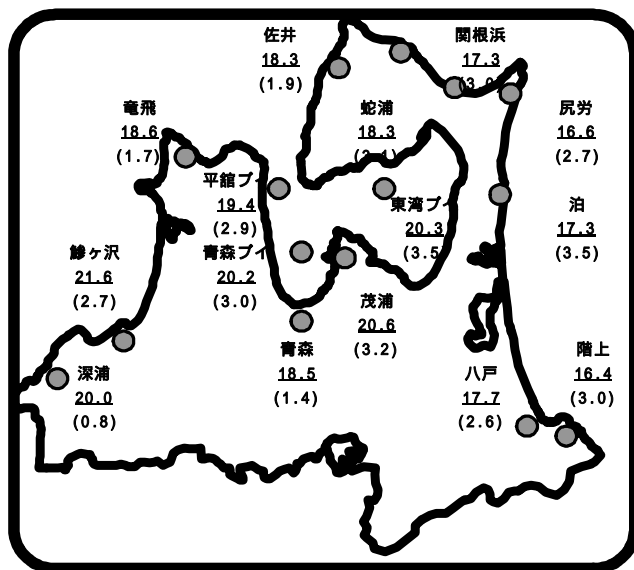 佐井
18.3
(1.9)
関根浜
17.3
(3.0)
竜飛
18.6
(1.7)
蛇浦
18.3
尻労
16.6
(2.7)
平舘ブイ
19.4
(2.9)
東湾ブイ
20.3
(3.5)
泊
17.3
(3.5)
鰺ヶ沢
21.6
(2.7)
青森ブイ
20.2
(3.0)
茂浦
20.6
(3.2)
青森
18.5
(1.4)
深浦
20.0
(0.8)
八戸
17.7
(2.6)
階上
16.4
(3.0)